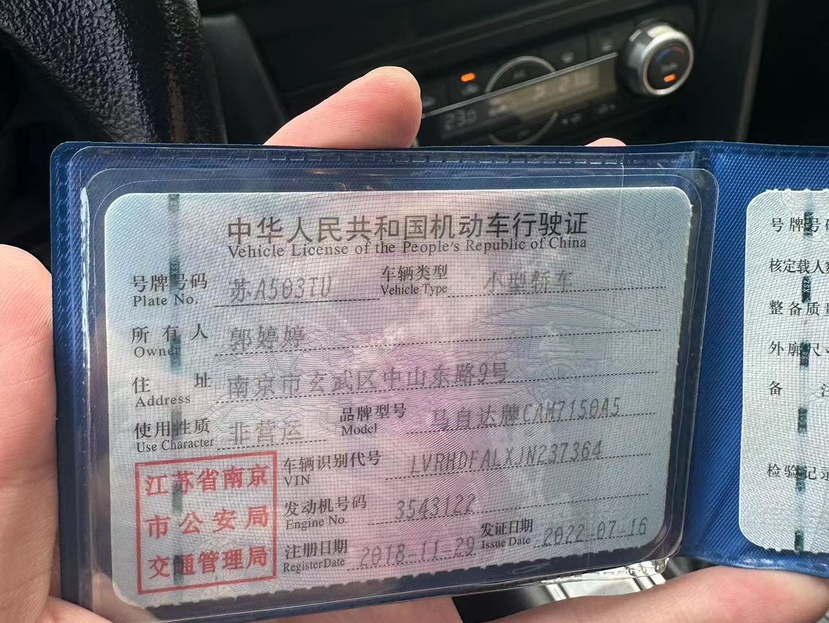 中华人民共和国机动车行驶证
Vehicle License of the People's Republic of China
号牌号码 苏A503TU 车辆类型 小型轿车
Plate No. Vehicle Type
所有人 郭婷婷
Owner
住址 南京市玄武区中山东路9号
Address
使用性质 非营运 品牌型号 马自达牌CAM7150A5
Use Character Model
车辆识别代号 LVRHDFALXJN237364
VIN
发动机号码 3543122
Engine No.
注册日期 2018-11-29 发证日期 2022-07-16
Register Date Issue Date
江苏省南京
市公安局
交通管理局
号牌号
核定载人
整备质
外廓尺
备
检验记录
23.0